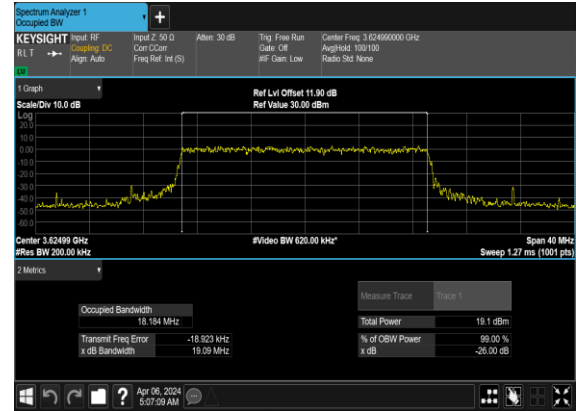 Spectrum Analyzer 1
Occupied BW
+
KEYSIGHT Input: RF Input Z: 50 Ω Atten: 30 dB Trig: Free Run Center Freq: 3.624990000 GHz
RLT Coupling: DC Corr CCorr Gate: Off Avg|Hold: 100/100
Align: Auto Freq Ref: Int (S) #IF Gain: Low Radio Std: None
LU
1 Graph
Ref Lvl Offset 11.90 dB
Scale/Div 10.0 dB Ref Value 30.00 dBm
Log
20.0
10.0
0.00
-10.0
-20.0
-30.0
-40.0
-50.0
-60.0
Center 3.62499 GHz #Video BW 620.00 kHz* Span 40 MHz
#Res BW 200.00 kHz Sweep 1.27 ms (1001 pts)
2 Metrics
Measure Trace Trace 1
Occupied Bandwidth
18.184 MHz Total Power 19.1 dBm
Transmit Freq Error -18.923 kHz % of OBW Power 99.00 %
x dB Bandwidth 19.09 MHz x dB -26.00 dB
? Apr 06, 2024
5:07:09 AM